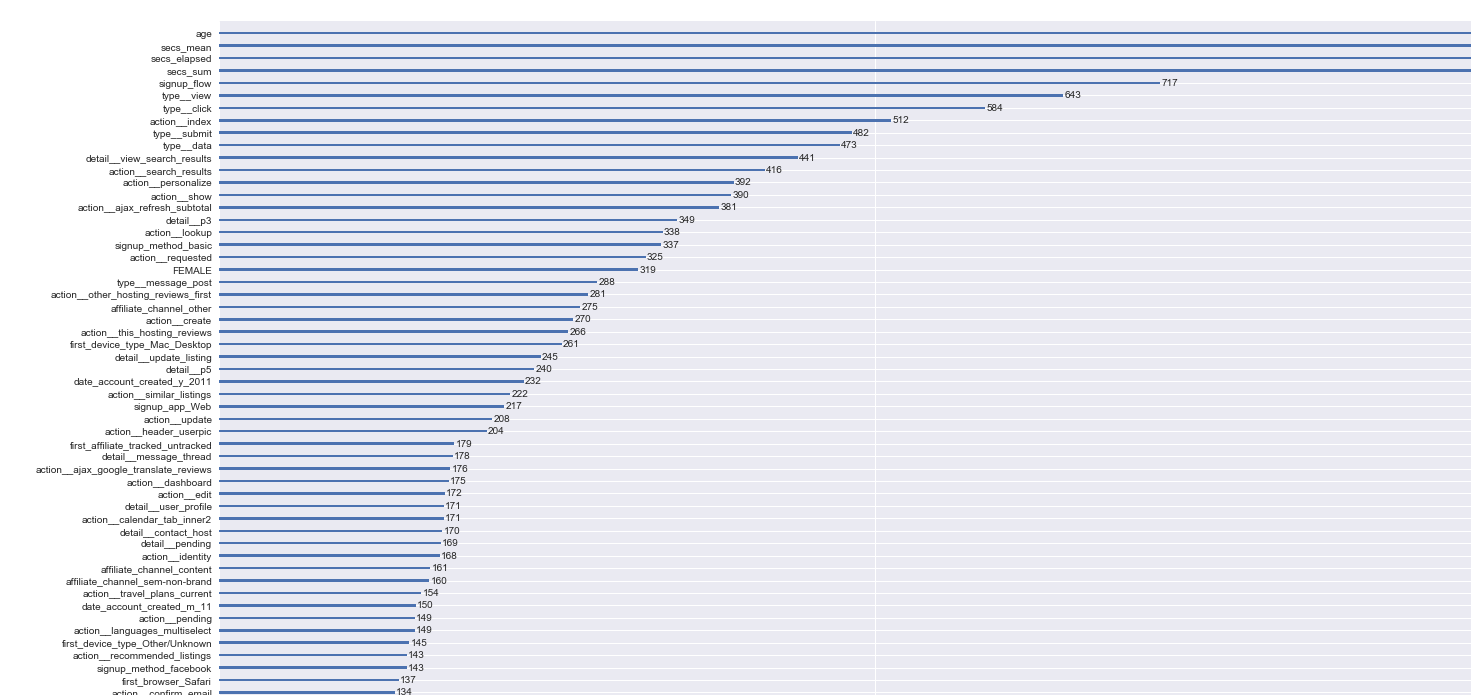 age
secs_mean
secs_elapsed
secs_sum
signup_flow 717
type__view 643
type__click 584
action__index 512
type__submit 482
type__data 473
detail__view_search_results 441
action__search_results 416
action__personalize 392
action__show 390
action__ajax_refresh_subtotal 381
detail__p3 349
action__lookup 338
signup_method_basic 337
action__requested 325
FEMALE 319
type__message_post 288
action__other_hosting_reviews_first 281
affiliate_channel_other 275
action__create 270
action__this_hosting_reviews 266
first_device_type_Mac_Desktop 261
detail__update_listing 245
detail__p5 240
date_account_created_y_2011 232
action__similar_listings 222
signup_app_Web 217
action__update 208
action__header_userpic 204
first_affiliate_tracked_untracked 179
detail__message_thread 178
action__ajax_google_translate_reviews 176
action__dashboard 175
action__edit 172
detail__user_profile 171
action__calendar_tab_inner2 171
detail__contact_host 170
detail__pending 169
action__identity 168
affiliate_channel_content 161
affiliate_channel_sem-non-brand 160
action__travel_plans_current 154
date_account_created_m_11 150
action__pending 149
action__languages_multiselect 149
first_device_type_Other/Unknown 145
action__recommended_listings 143
signup_method_facebook 143
first_browser_Safari 137
action__confirm_email 134